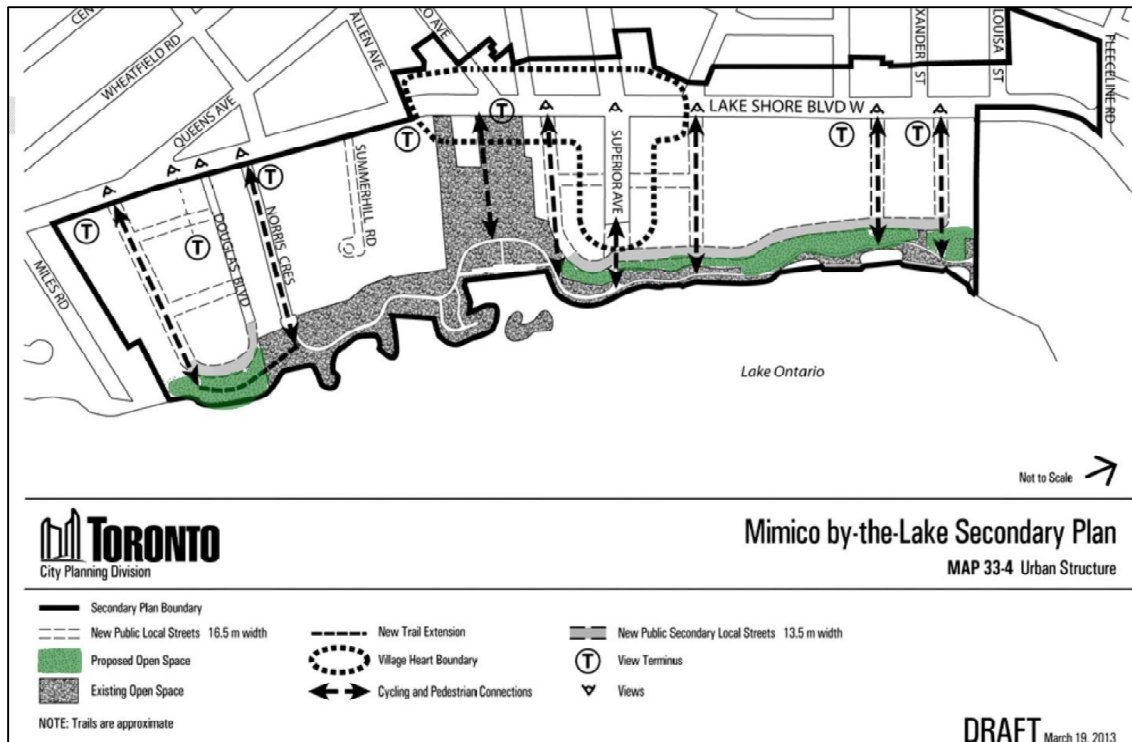 CEN
WHEATFIELD RD
QUEENS AVE
ALLEN AVE
O AVE
XANDER ST
LOUISA ST
FLEECELINE RD
LAKE SHORE BLVD W
SUPERIOR AVE
SUMMERHILL RD
NORRIS CRES
DOUGLAS BLVD
MILES RD
T
T
T
T
T
T
T
Lake Ontario
Not to Scale
TORONTO
City Planning Division
Mimico by-the-Lake Secondary Plan
MAP 33-4 Urban Structure
Secondary Plan Boundary
New Public Local Streets 16.5 m width
Proposed Open Space
Existing Open Space
New Trail Extension
Village Heart Boundary
Cycling and Pedestrian Connections
New Public Secondary Local Streets 13.5 m width
T View Terminus
Views
NOTE: Trails are approximate
DRAFT March 19, 2013